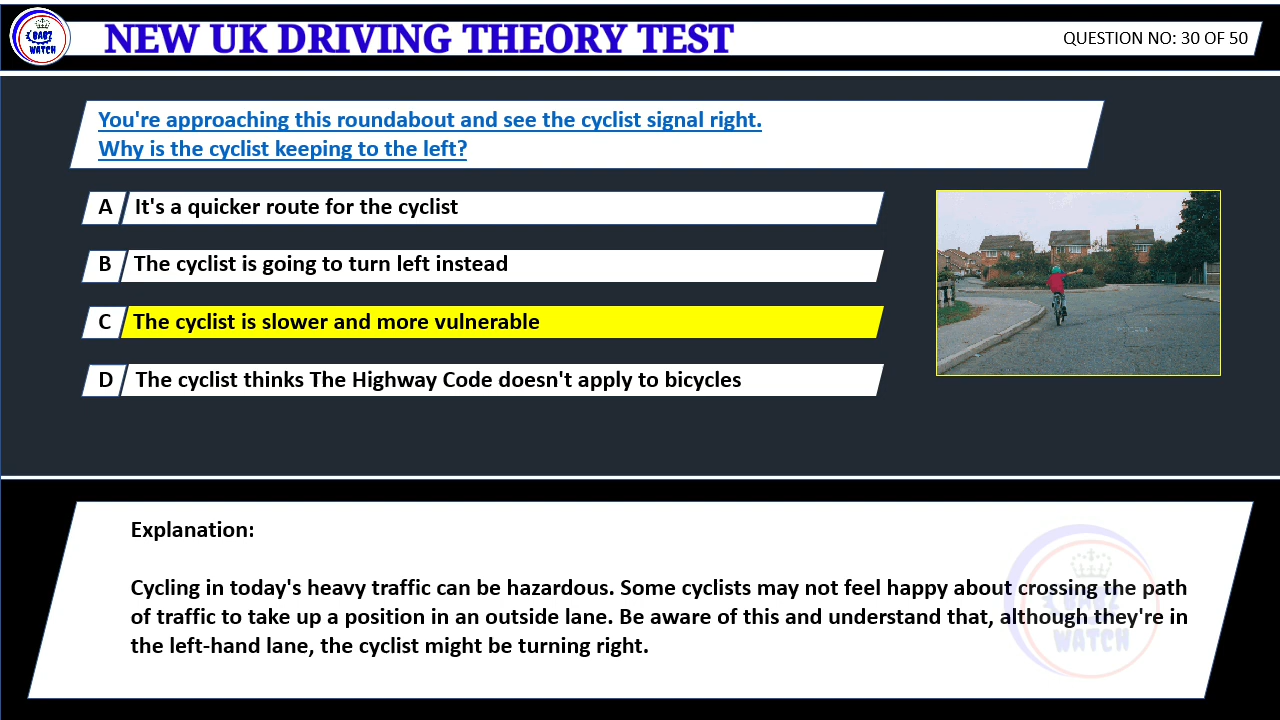 BABZ
WATCH
NEW UK DRIVING THEORY TEST
QUESTION NO: 30 OF 50
You're approaching this roundabout and see the cyclist signal right.
Why is the cyclist keeping to the left?
A It's a quicker route for the cyclist
B The cyclist is going to turn left instead
C The cyclist is slower and more vulnerable
D The cyclist thinks The Highway Code doesn't apply to bicycles
Explanation:
Cycling in today's heavy traffic can be hazardous. Some cyclists may not feel happy about crossing the path
of traffic to take up a position in an outside lane. Be aware of this and understand that, although they're in
the left-hand lane, the cyclist might be turning right.
BABZ
WATCH